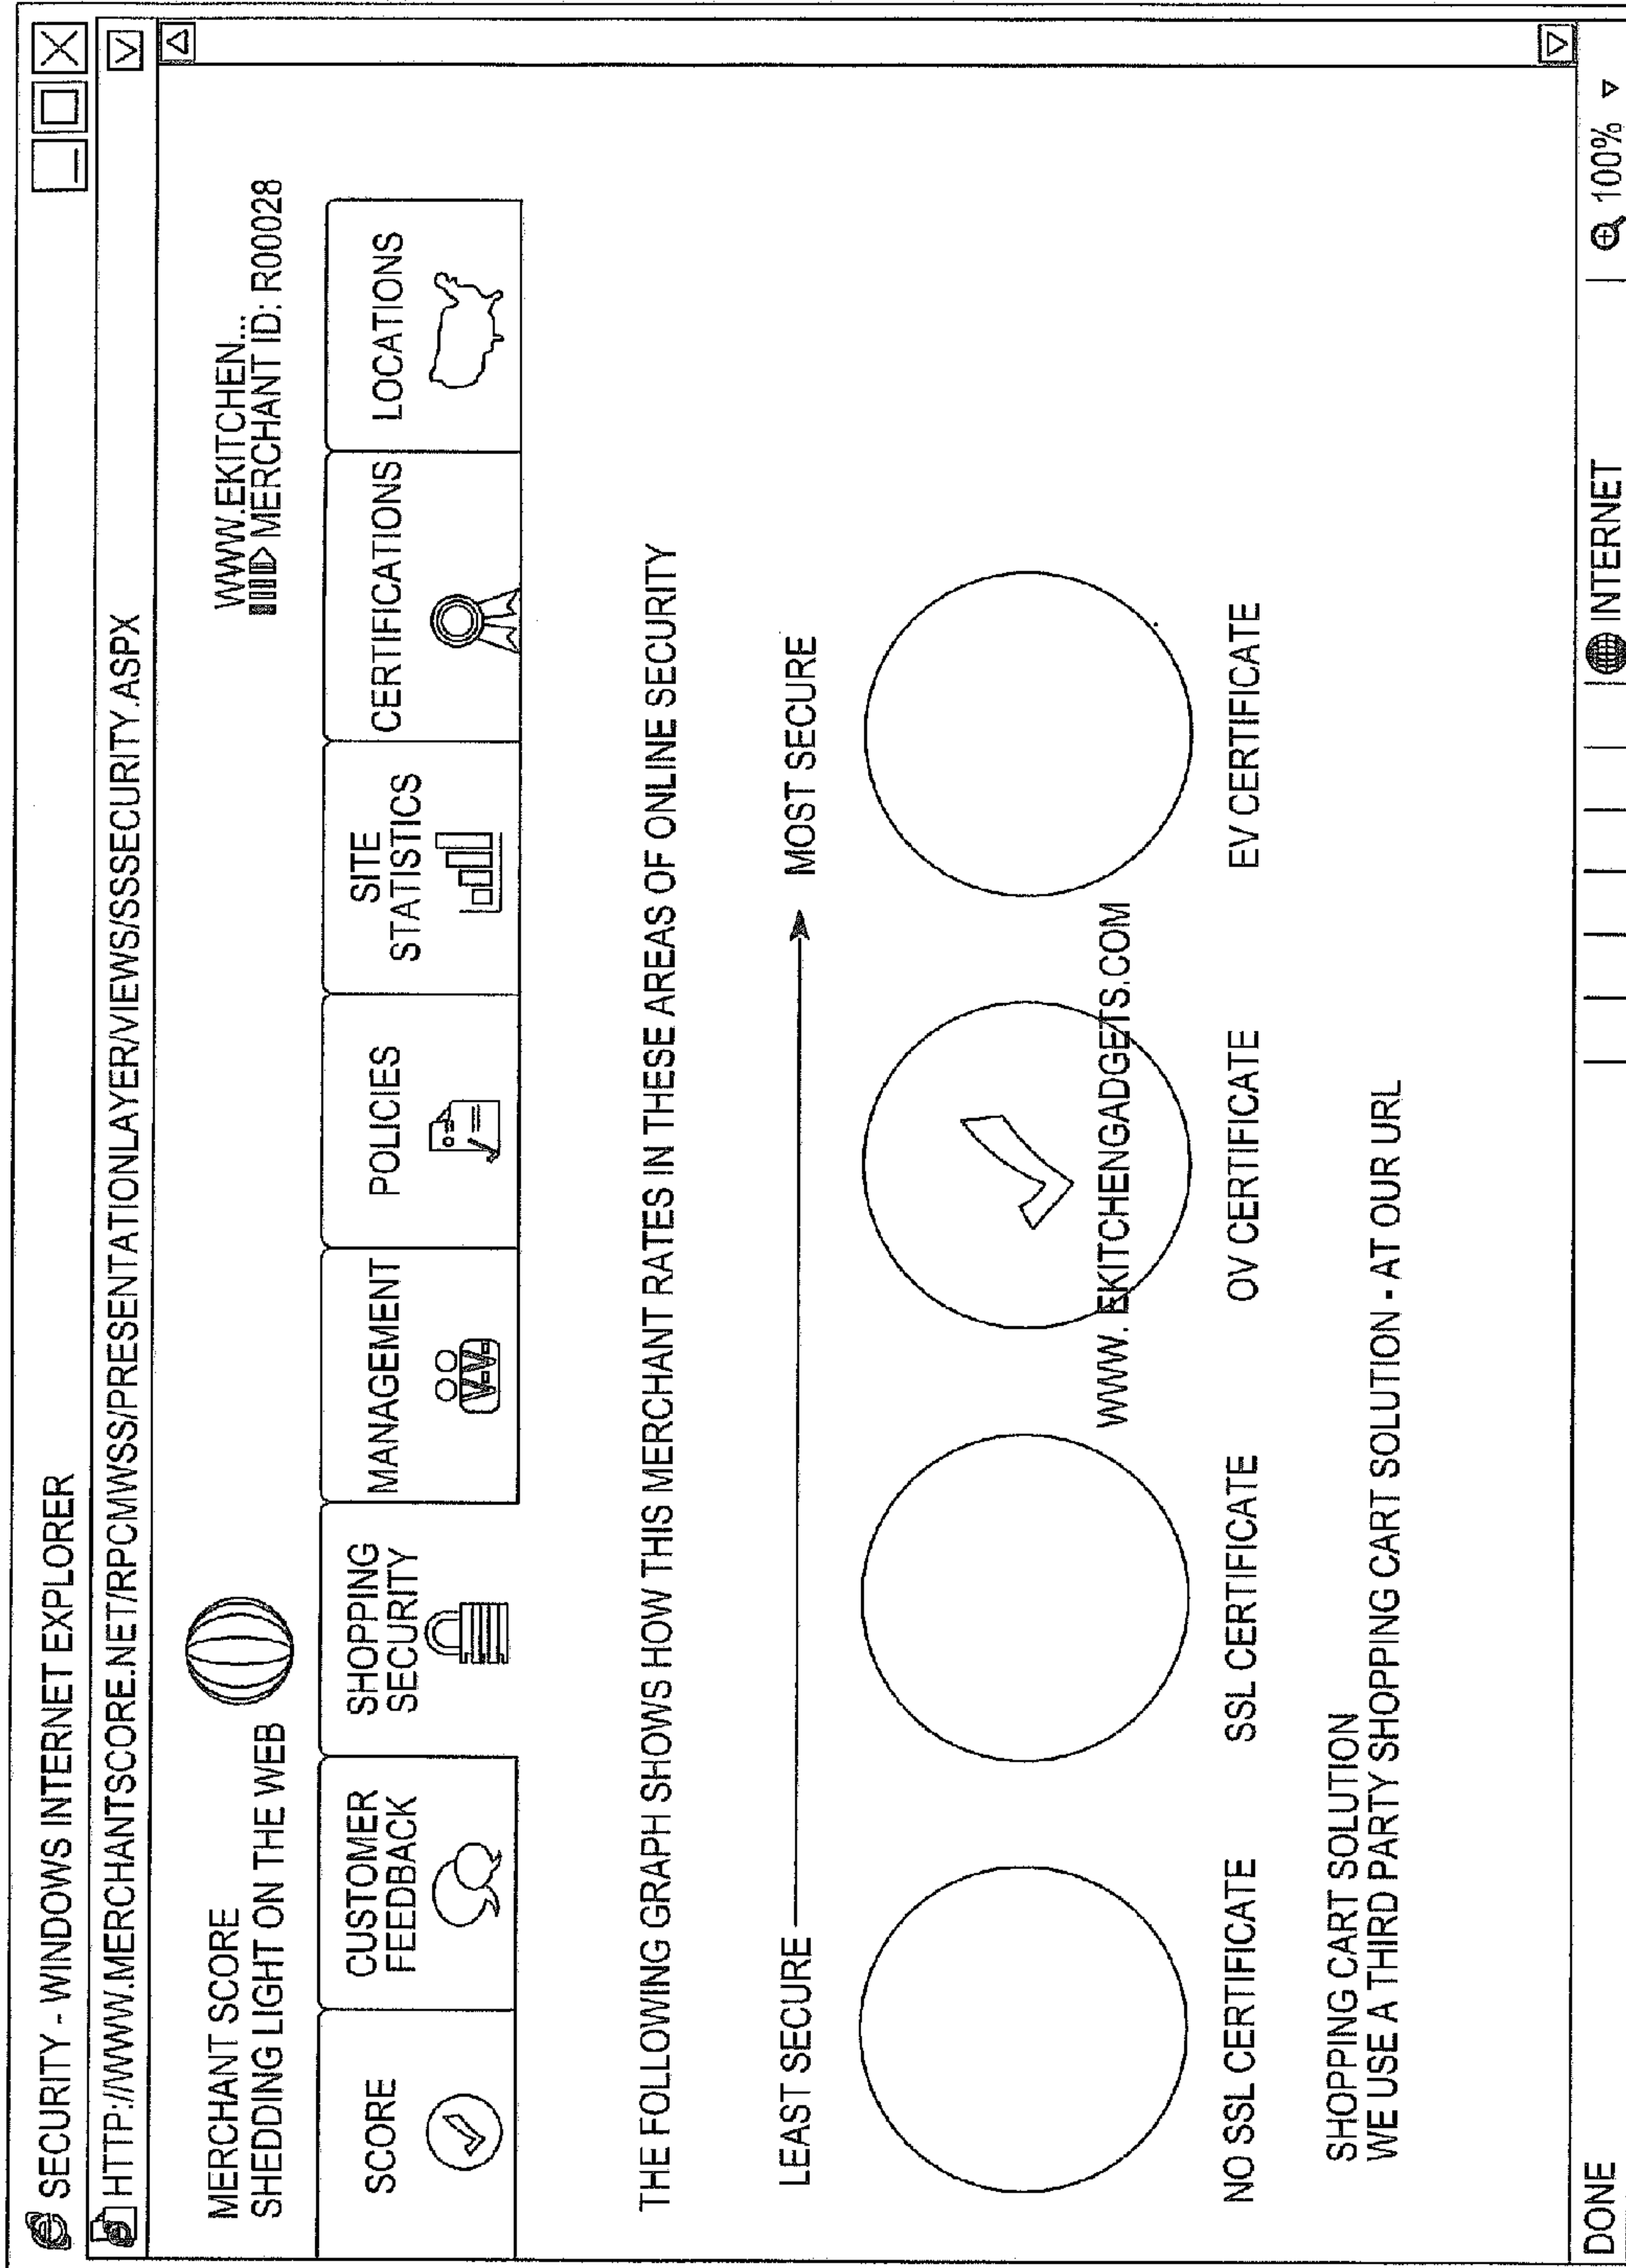 SECURITY - WINDOWS INTERNET EXPLORER
HTTP://WWW.MERCHANTSCORE.NET/RPCMWSS/PRESENTATIONLAYER/VIEWS/SSSECURITY.ASPX
MERCHANT SCORE
SHEDDING LIGHT ON THE WEB
WWW.EKITCHEN...
MERCHANT ID: R00028
SCORE
CUSTOMER
FEEDBACK
SHOPPING
SECURITY
MANAGEMENT
POLICIES
SITE
STATISTICS
CERTIFICATIONS
LOCATIONS
THE FOLLOWING GRAPH SHOWS HOW THIS MERCHANT RATES IN THESE AREAS OF ONLINE SECURITY
LEAST SECURE
MOST SECURE
WWW. EKITCHENGADGETS.COM
NO SSL CERTIFICATE
SSL CERTIFICATE
OV CERTIFICATE
EV CERTIFICATE
SHOPPING CART SOLUTION
WE USE A THIRD PARTY SHOPPING CART SOLUTION - AT OUR URL
DONE
INTERNET
100%